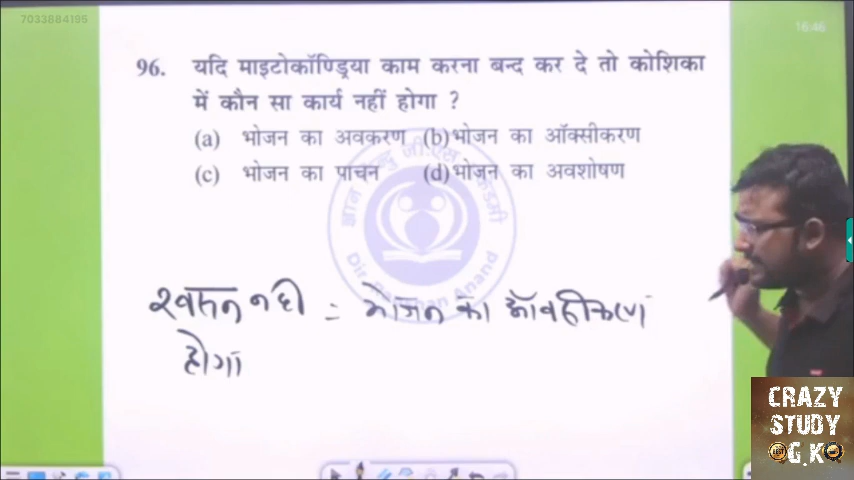 7033884195
16:46
96. यदि माइटोकॉण्ड्रिया काम करना बन्द कर दे तो कोशिका
में कौन सा कार्य नहीं होगा ?
(a) भोजन का अवकरण (b) भोजन का ऑक्सीकरण
(c) भोजन का पाचन (d) भोजन का अवशोषण
श्वसन नही = भोजन का ऑक्सीकरण
होगा
CRAZY
STUDY
G.K